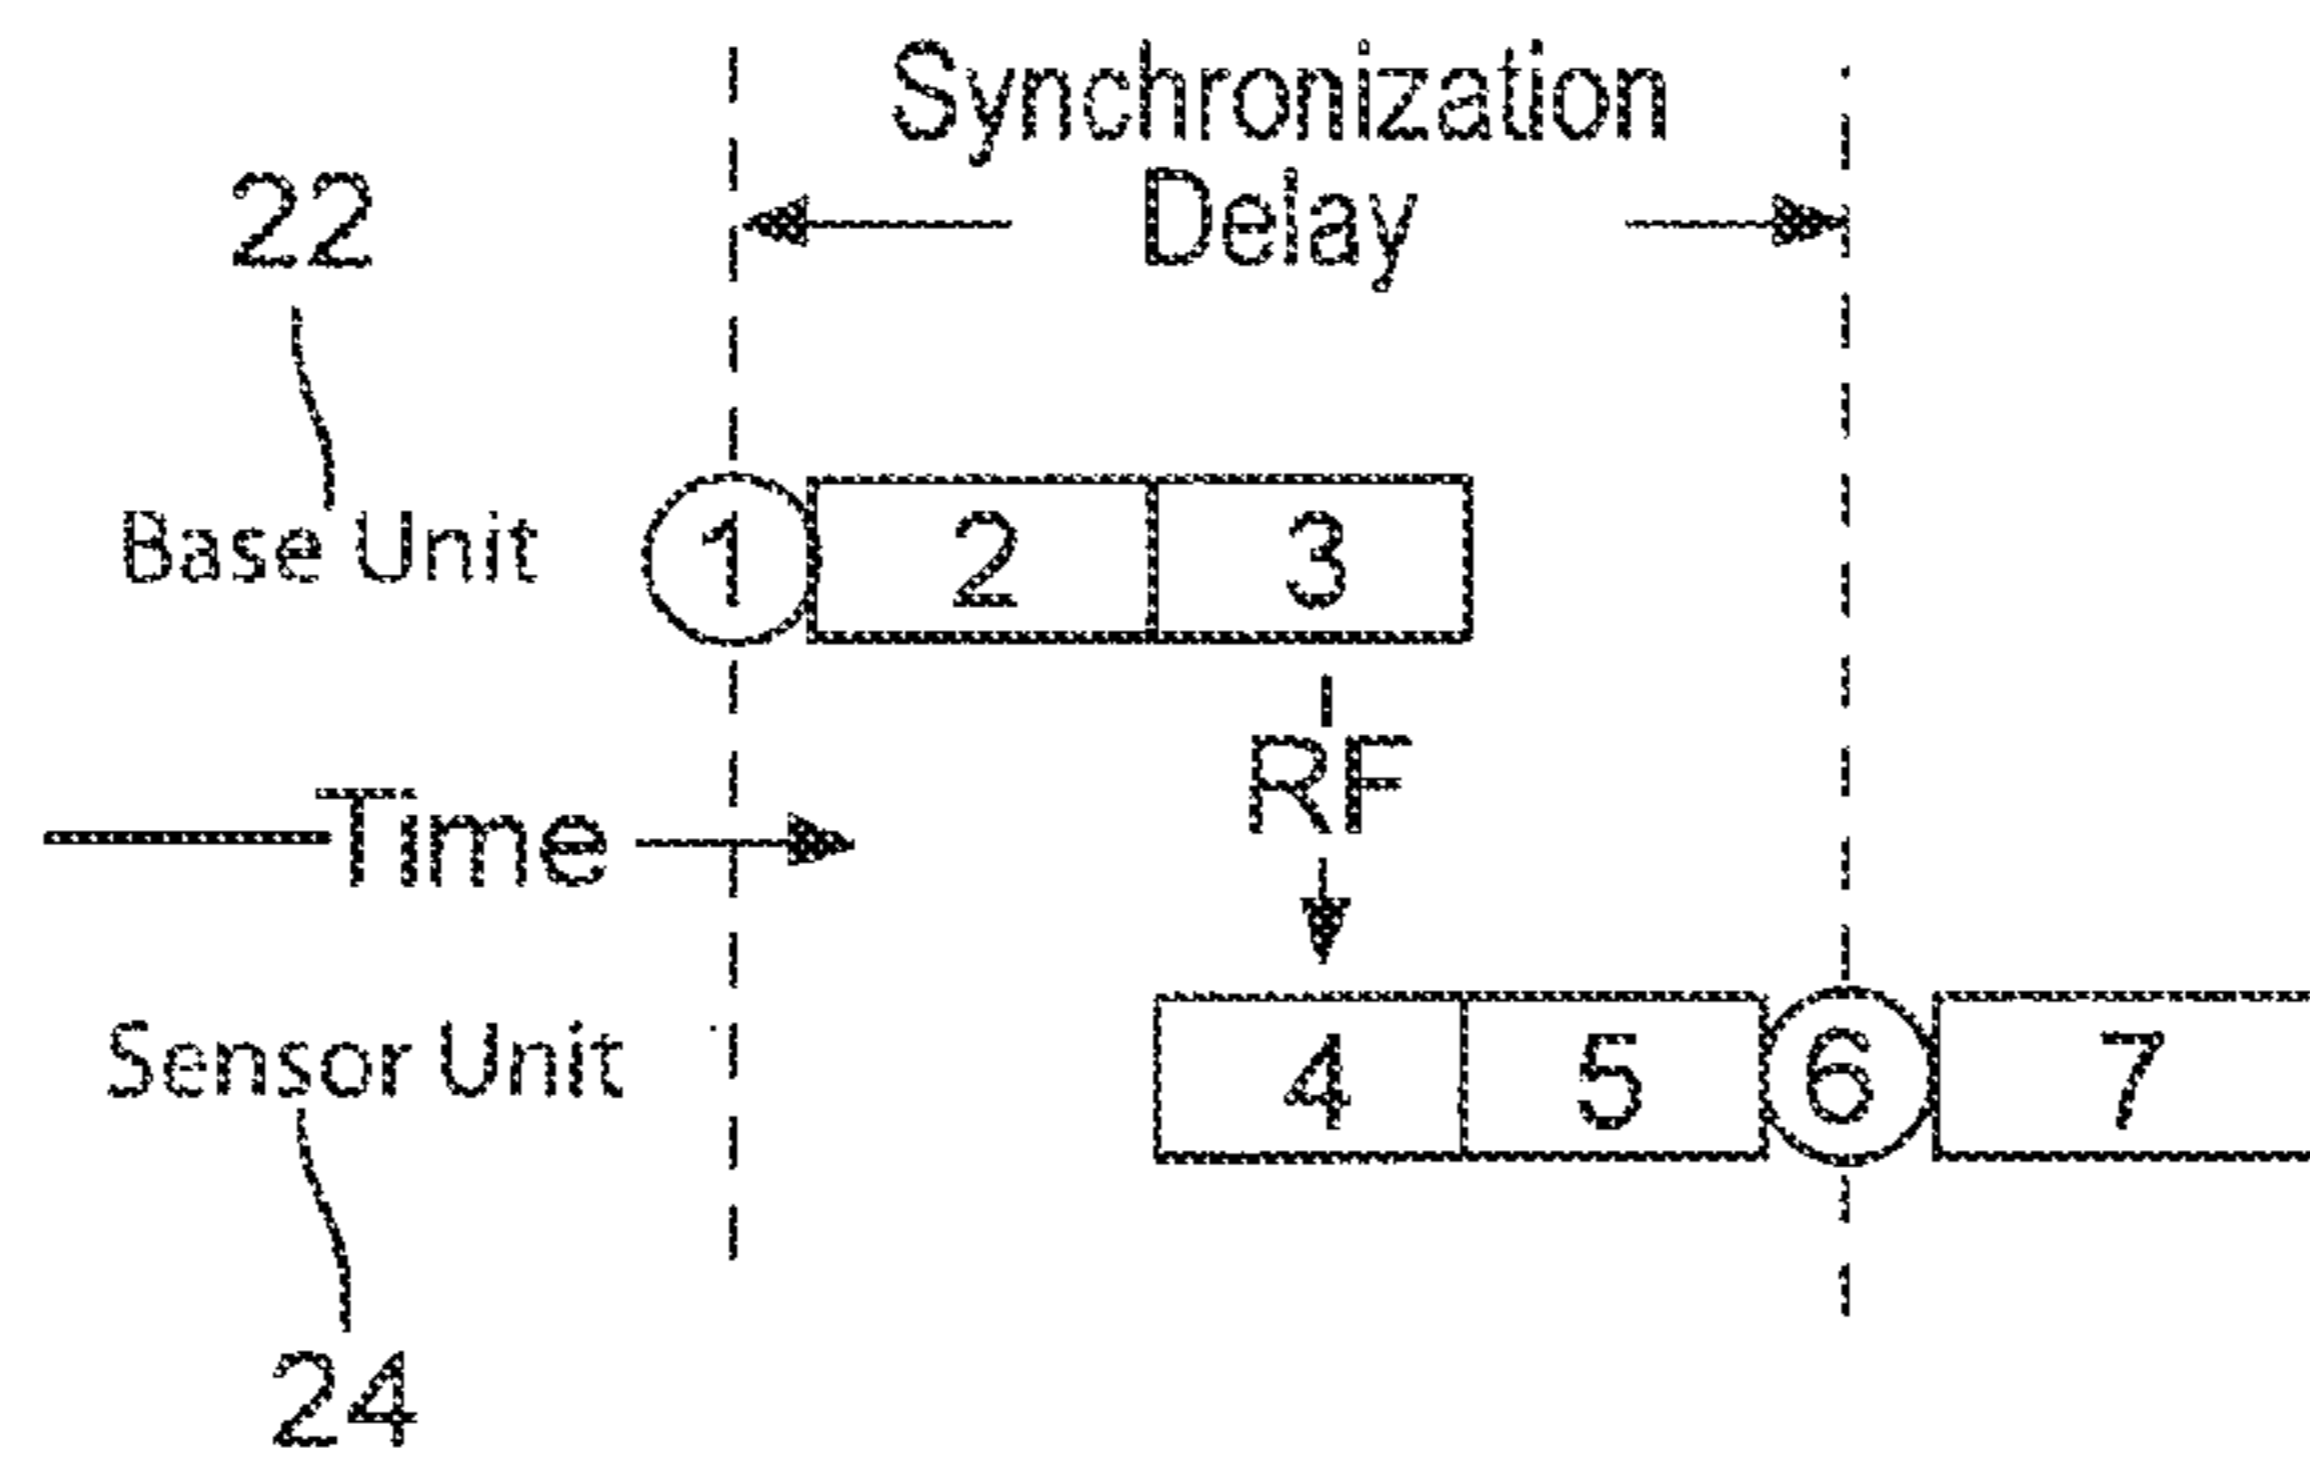 Synchronization
Delay
22
Base Unit
1 2 3
RF
Time
Sensor Unit
4 5 6 7
24